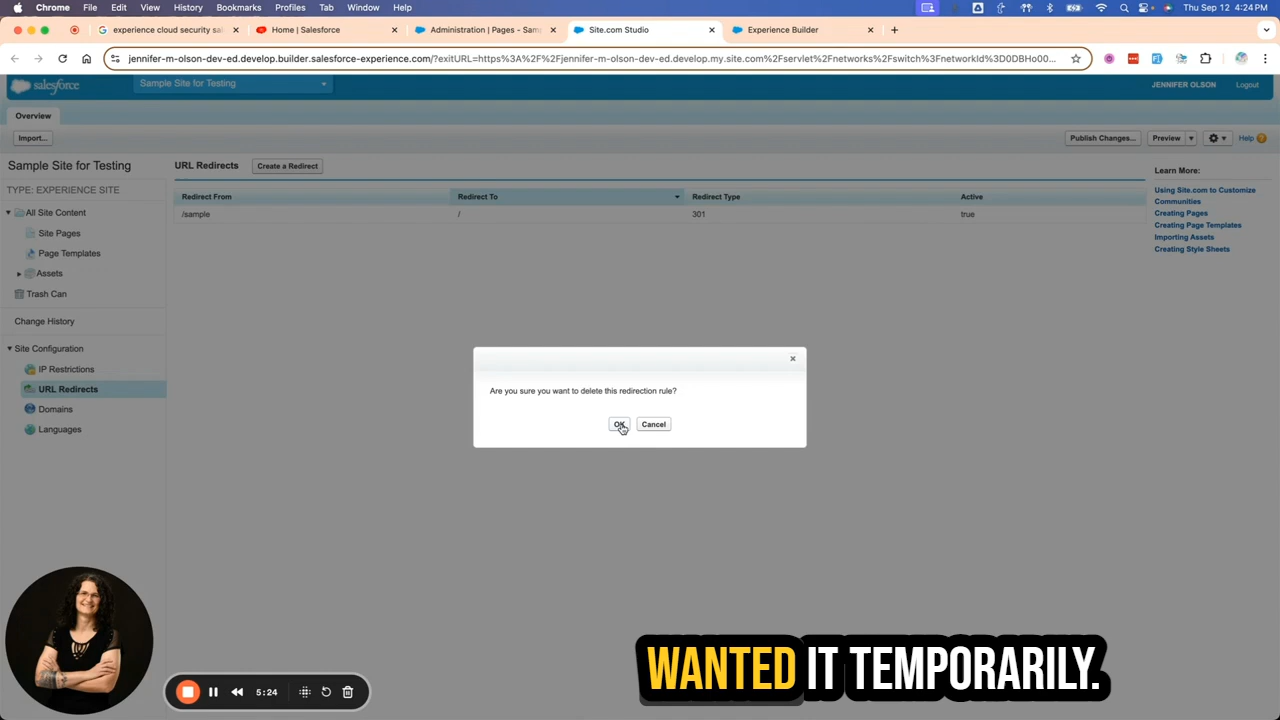 Chrome File Edit View History Bookmarks Profiles Tab Window Help
Thu Sep 12 4:24 PM
experience cloud security sa
Home | Salesforce
Administration | Pages - Sam
Site.com Studio
Experience Builder
jennifer-m-olson-dev-ed.develop.builder.salesforce-experience.com/?exitURL=https%3A%2F%2Fjennifer-m-olson-dev-ed.develop.my.site.com%2Fservlet%2Fnetworks%2Fswitch%3FnetworkId%3D0DBHo00...
salesforce
Sample Site for Testing
JENNIFER OLSON
Logout
Overview
Import...
Publish Changes...
Preview
Help
Sample Site for Testing
TYPE: EXPERIENCE SITE
All Site Content
Site Pages
Page Templates
Assets
Trash Can
Change History
Site Configuration
IP Restrictions
URL Redirects
Domains
Languages
URL Redirects
Create a Redirect
Redirect From Redirect To Redirect Type Active
/sample / 301 true
Learn More:
Using Site.com to Customize
Communities
Creating Pages
Creating Page Templates
Importing Assets
Creating Style Sheets
Are you sure you want to delete this redirection rule?
OK
Cancel
5:24
WANTED IT TEMPORARILY.